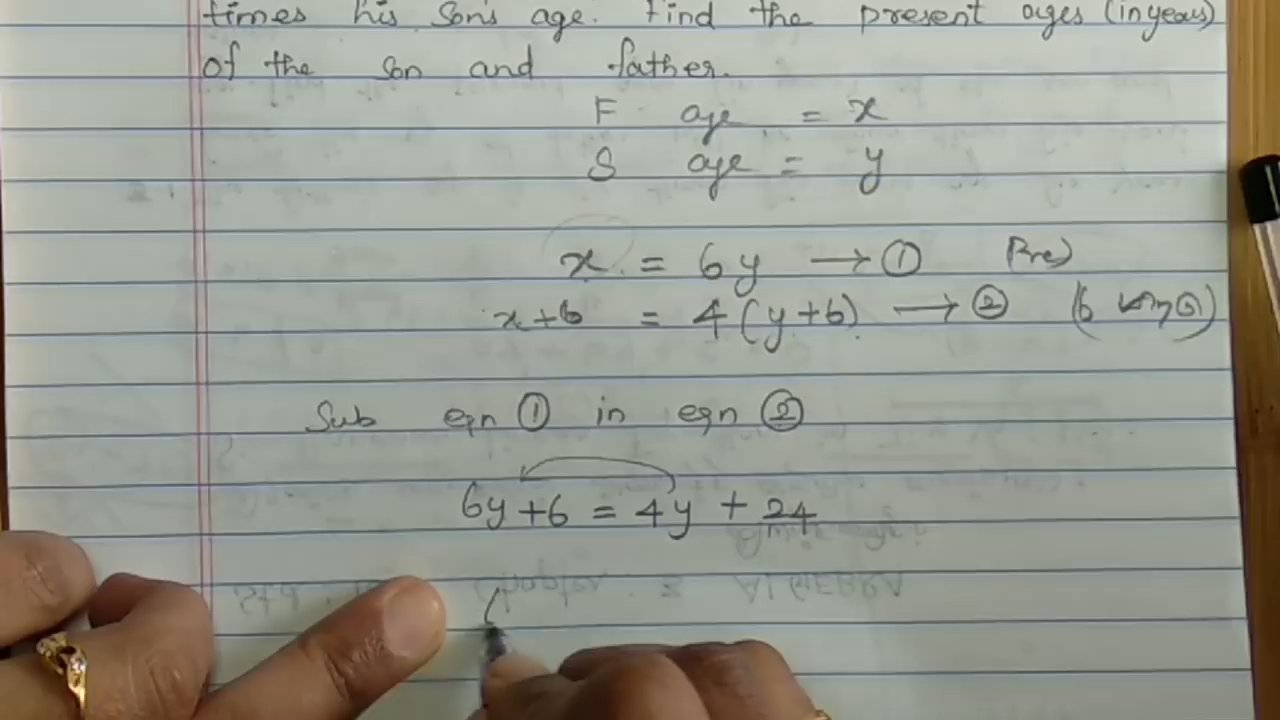 times his Son's age. Find the present ages (in years)
of the son and father.
F age = x
S age = y
x = 6y → ① Pre)
x+6 = 4(y+6) → ②
Sub eqn ① in eqn ②
6y+6 = 4y + 24